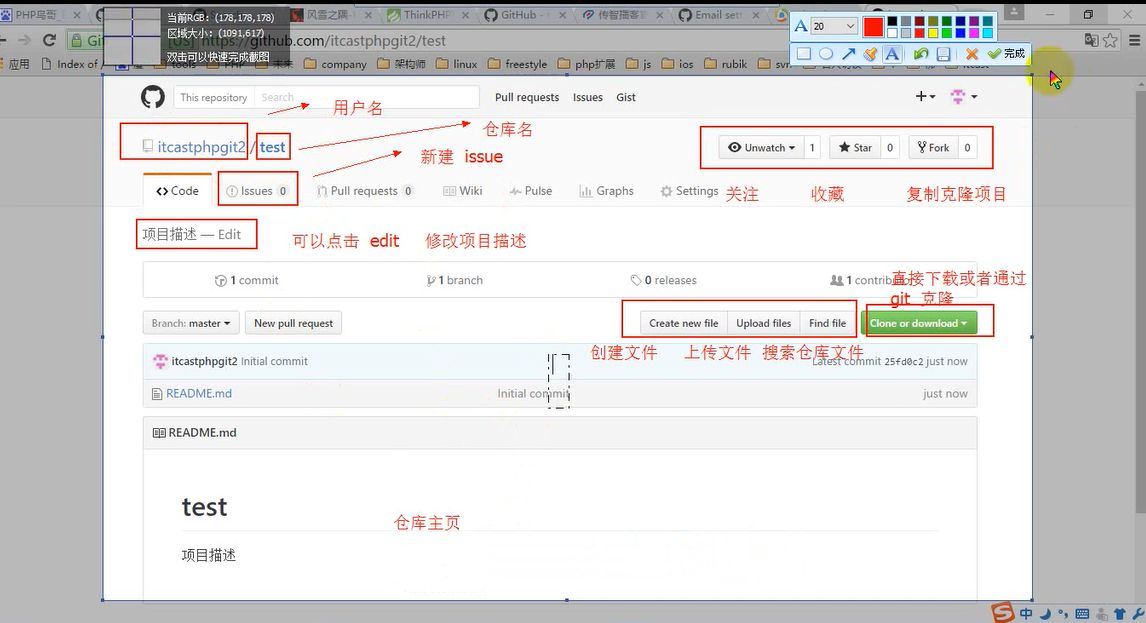 PHP鸟哥
风雪之隅
ThinkPHP
GitHub -
传智播客
Email set
当前RGB：(178,178,178)
区域大小：(1091,617)
双击可以快速完成截图
20
完成
[US] https://github.com/itcastphpgit2/test
应用
Index of
tools
未来
company
架构师
linux
freestyle
php扩展
js
ios
rubik
This repository
Search
Pull requests
Issues
Gist
用户名
仓库名
itcastphpgit2 / test
Unwatch 1
Star 0
Fork 0
新建 issue
Code
Issues 0
Pull requests 0
Wiki
Pulse
Graphs
Settings
关注
收藏
复制克隆项目
项目描述 — Edit
可以点击 edit 修改项目描述
1 commit
1 branch
0 releases
直接下载或者通过
git 克隆
Branch: master
New pull request
Create new file
Upload files
Find file
Clone or download
创建文件
上传文件
搜索仓库文件
itcastphpgit2 Initial commit
Latest commit 25fd0c2 just now
README.md
Initial commit
just now
README.md
test
仓库主页
项目描述
中